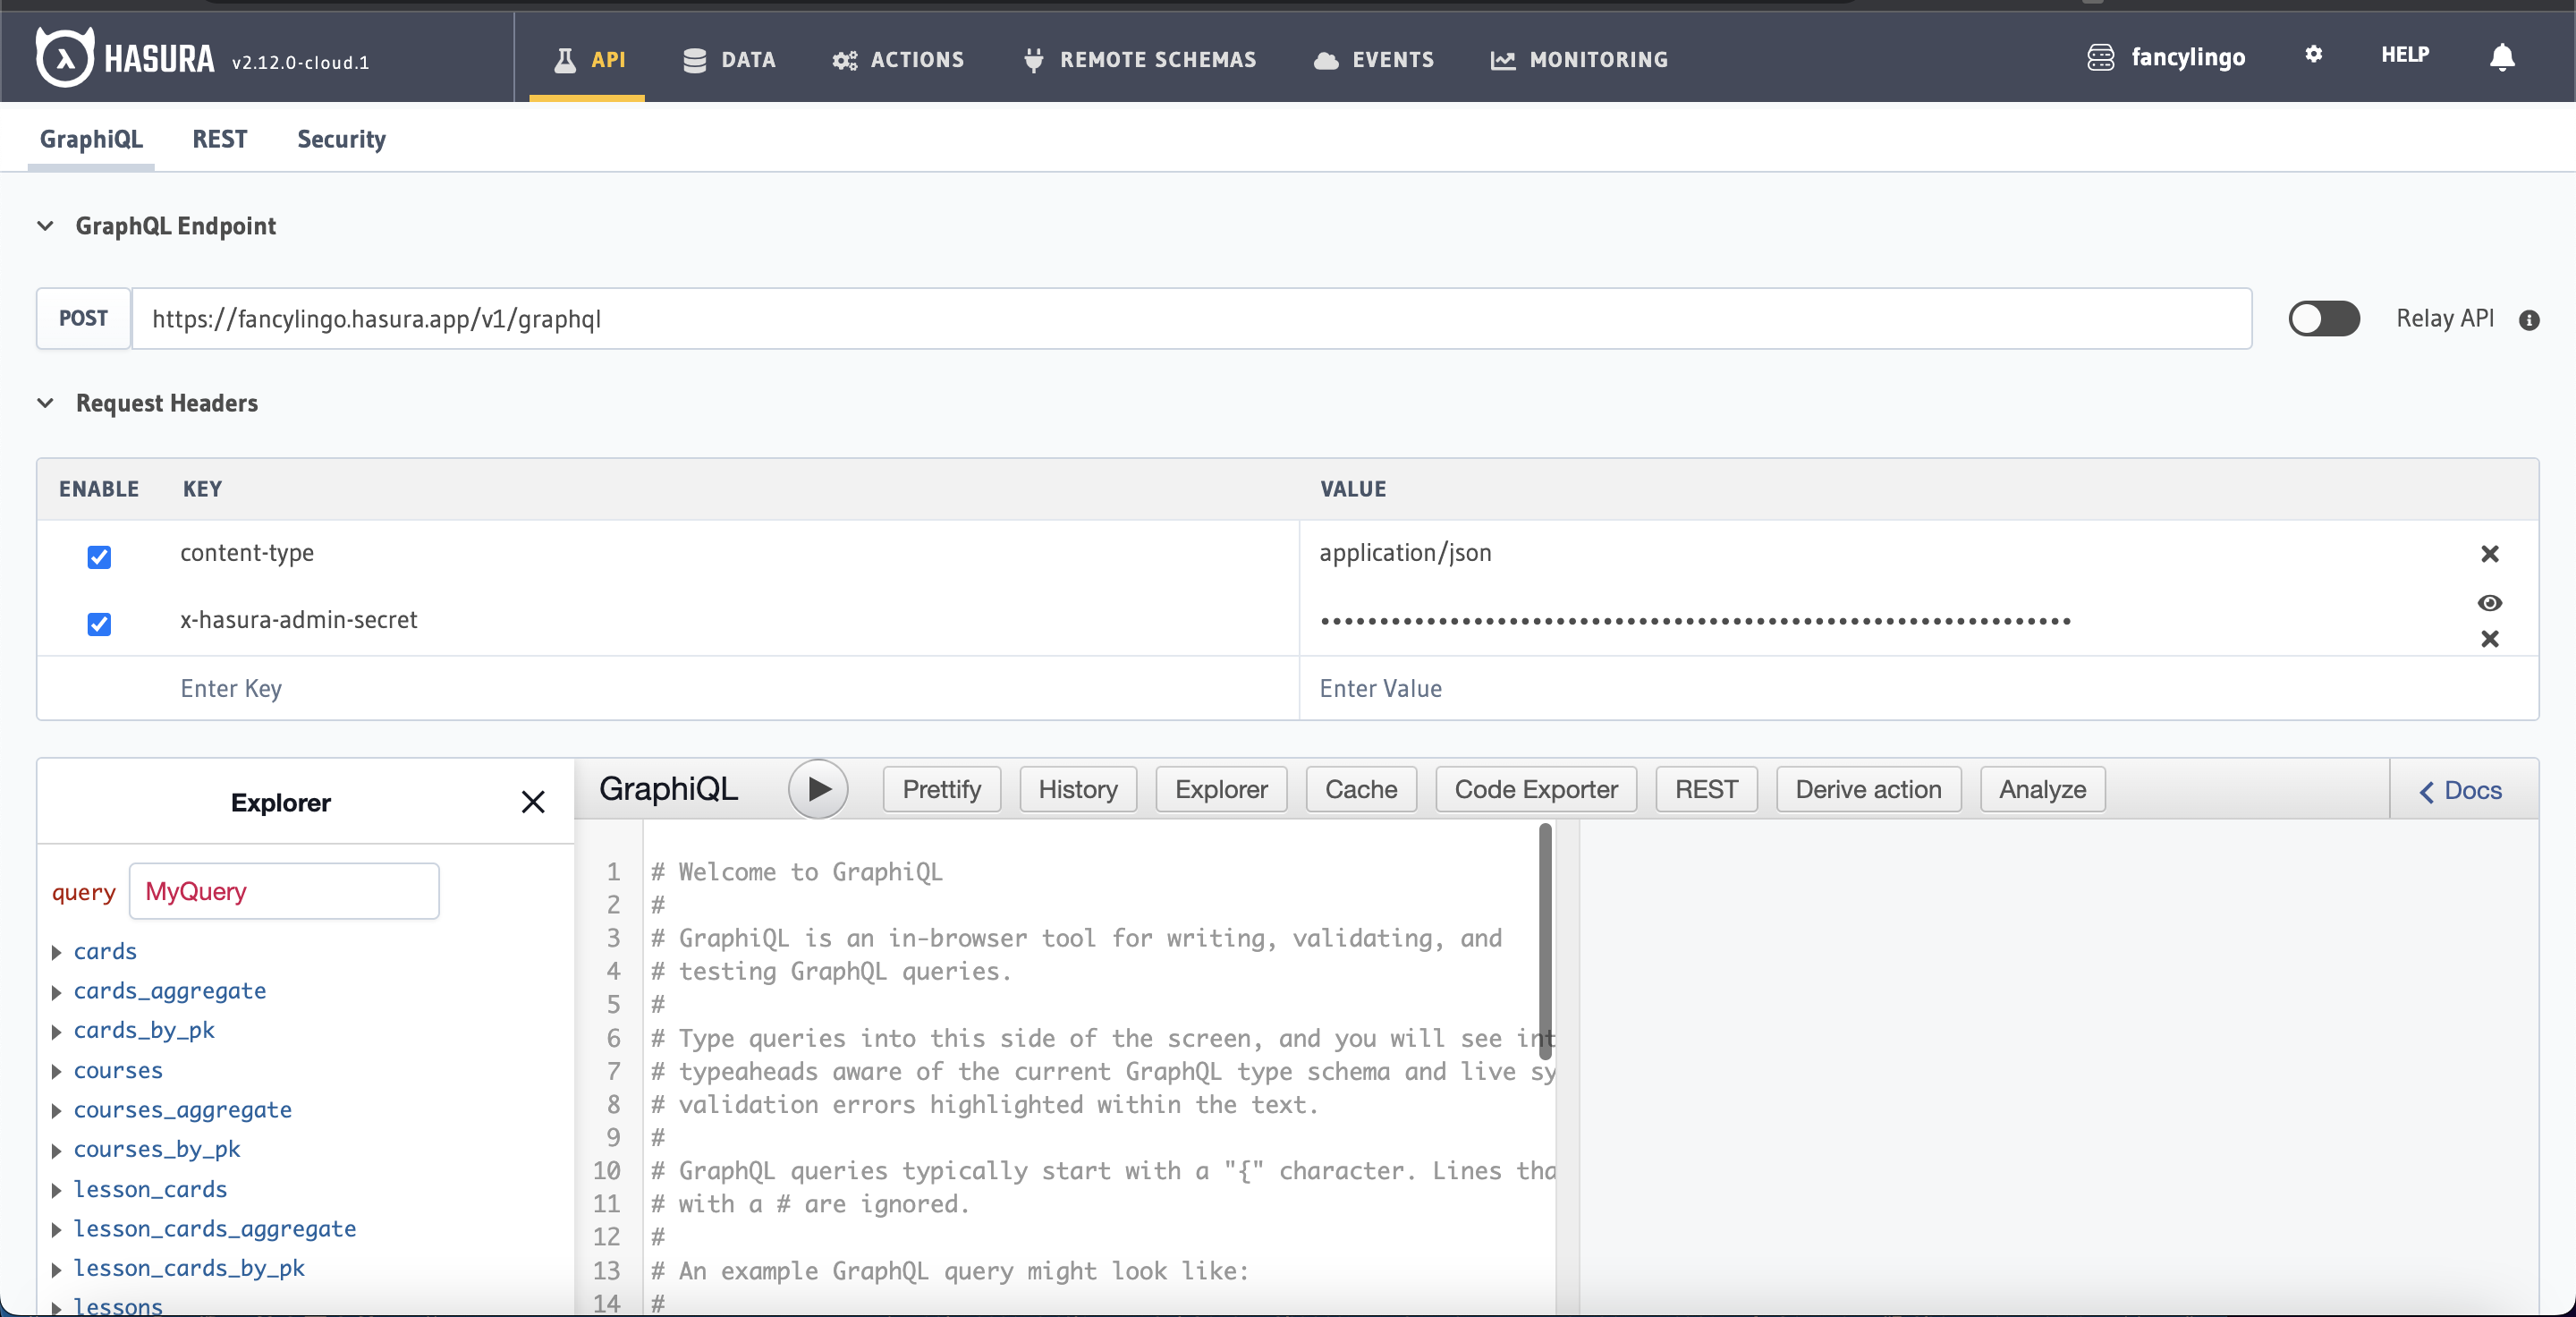 HASURA v2.12.0-cloud.1 API DATA ACTIONS REMOTE SCHEMAS EVENTS MONITORING fancylingo HELP
GraphiQL REST Security
GraphQL Endpoint
POST https://fancylingo.hasura.app/v1/graphql Relay API
Request Headers
ENABLE KEY VALUE
content-type application/json
x-hasura-admin-secret ••••••••••••••••••••••••••••••••••••••••••••••••••••••••••••••••
Enter Key Enter Value
Explorer
GraphiQL Prettify History Explorer Cache Code Exporter REST Derive action Analyze Docs
query MyQuery
cards
cards_aggregate
cards_by_pk
courses
courses_aggregate
courses_by_pk
lesson_cards
lesson_cards_aggregate
lesson_cards_by_pk
lessons
1 # Welcome to GraphiQL
2 #
3 # GraphiQL is an in-browser tool for writing, validating, and
4 # testing GraphQL queries.
5 #
6 # Type queries into this side of the screen, and you will see int
7 # typeaheads aware of the current GraphQL type schema and live sy
8 # validation errors highlighted within the text.
9 #
10 # GraphQL queries typically start with a "{" character. Lines tha
11 # with a # are ignored.
12 #
13 # An example GraphQL query might look like:
14 #